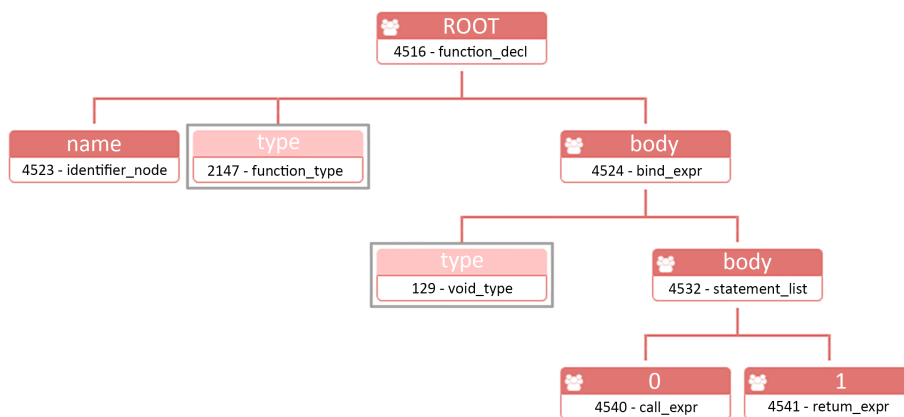 ROOT
4516 - function_decl
name
4523 - identifier_node
type
2147 - function_type
body
4524 - bind_expr
type
129 - void_type
body
4532 - statement_list
0
4540 - call_expr
1
4541 - retum_expr